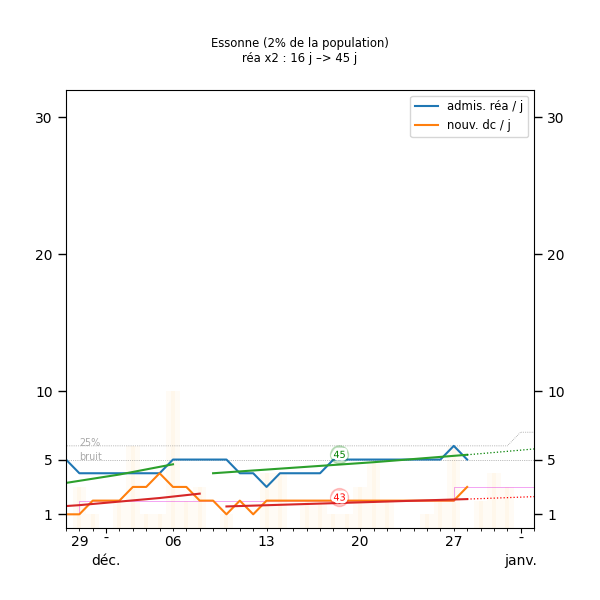 Essonne (2% de la population)
réa x2 : 16 j –> 45 j
admis. réa / j
nouv. dc / j
30
30
20
20
10
10
25%
bruit
45
5
5
43
1
1
29 - 06 13 20 27 -
déc. janv.